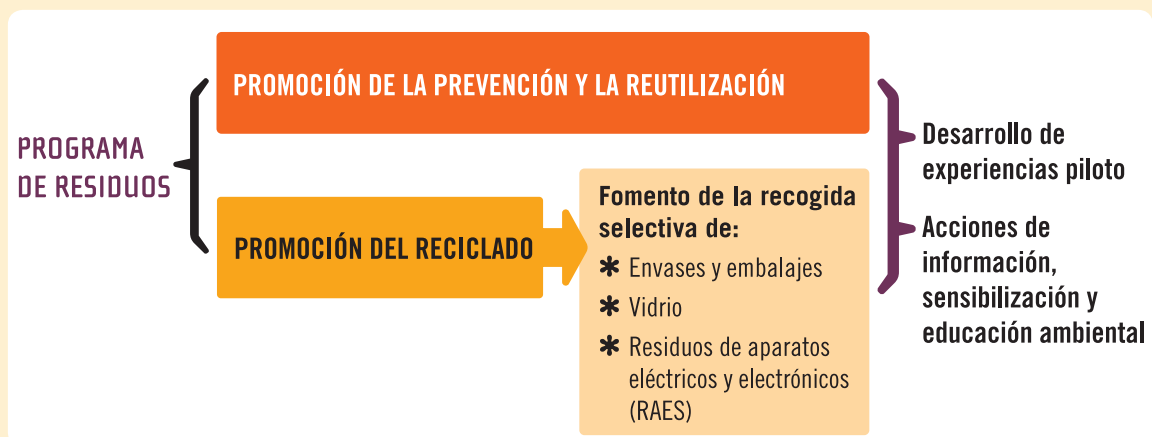 PROGRAMA
DE RESIDUOS
PROMOCIÓN DE LA PREVENCIÓN Y LA REUTILIZACIÓN
PROMOCIÓN DEL RECICLADO
Fomento de la recogida
selectiva de:
* Envases y embalajes
* Vidrio
* Residuos de aparatos
eléctricos y electrónicos
(RAES)
Desarrollo de
experiencias piloto
Acciones de
información,
sensibilización y
educación ambiental